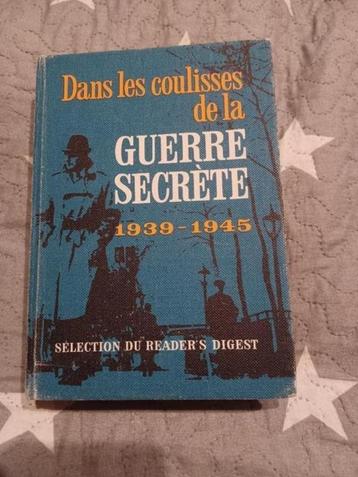 Dans les coulisses
de la
GUERRE
SECRÈTE
1939-1945
SÉLECTION DU READER'S DIGEST